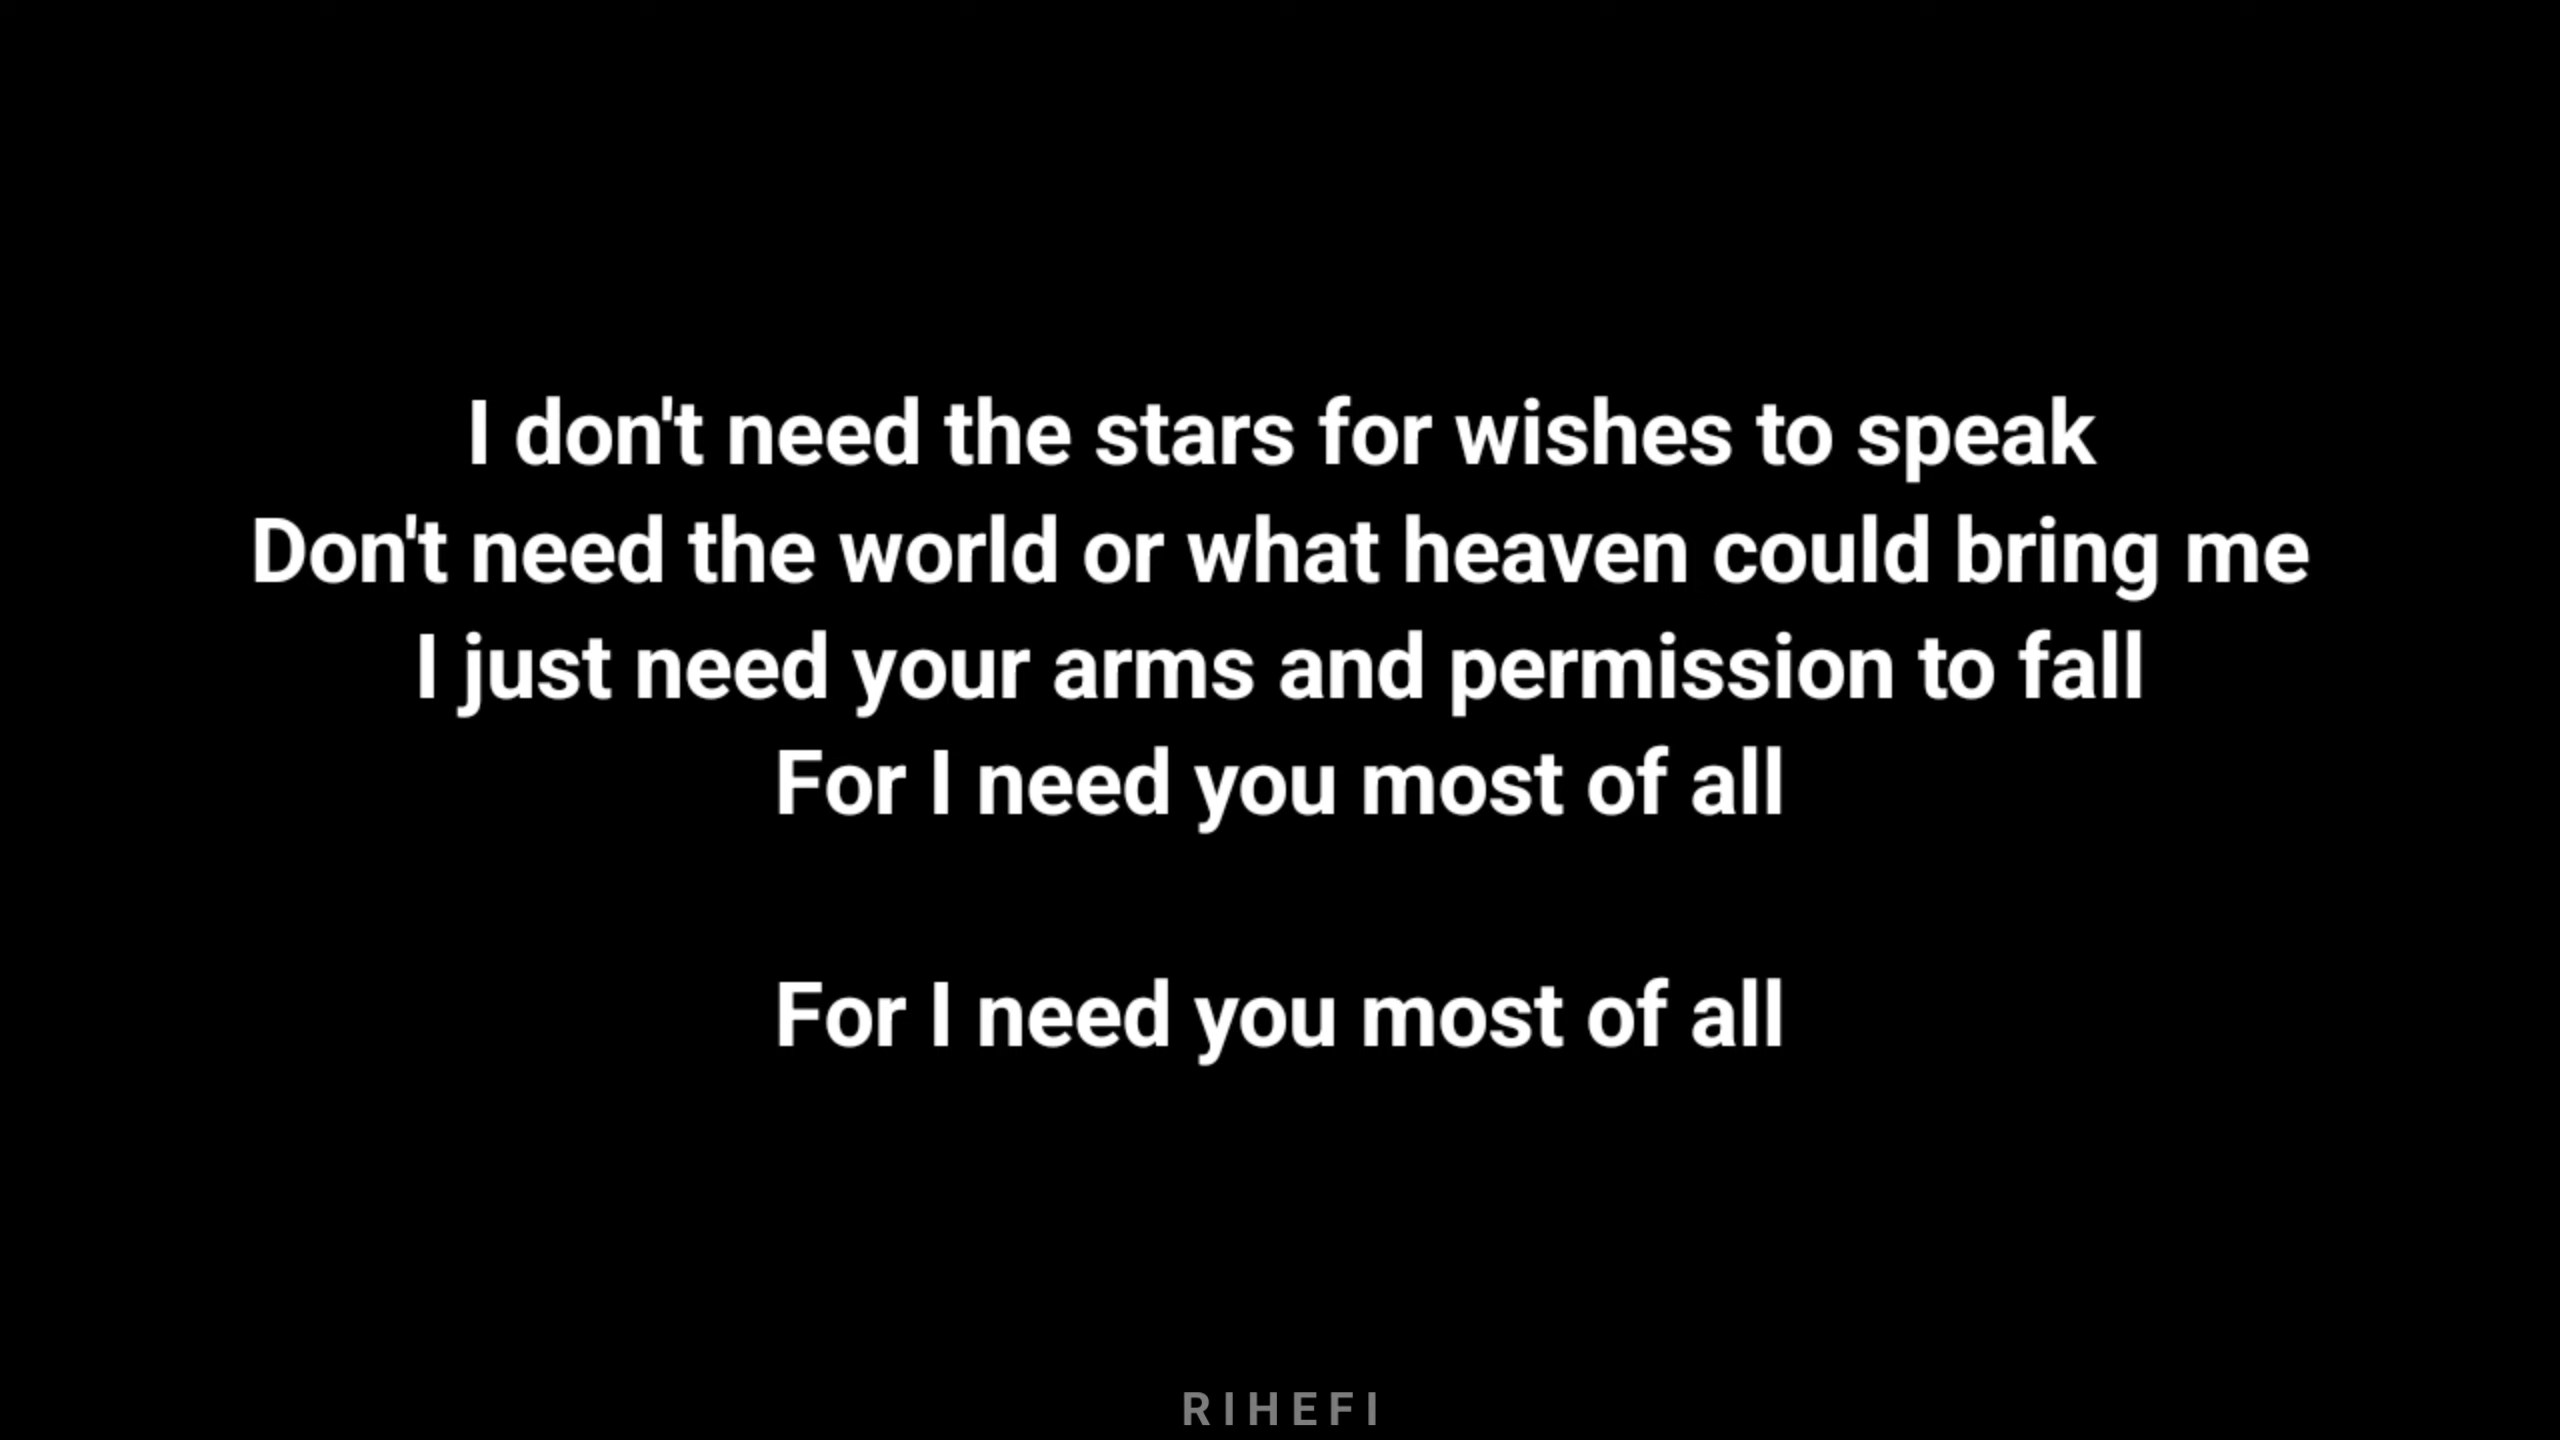 I don't need the stars for wishes to speak
Don't need the world or what heaven could bring me
I just need your arms and permission to fall
For I need you most of all
For I need you most of all
RIHEFI